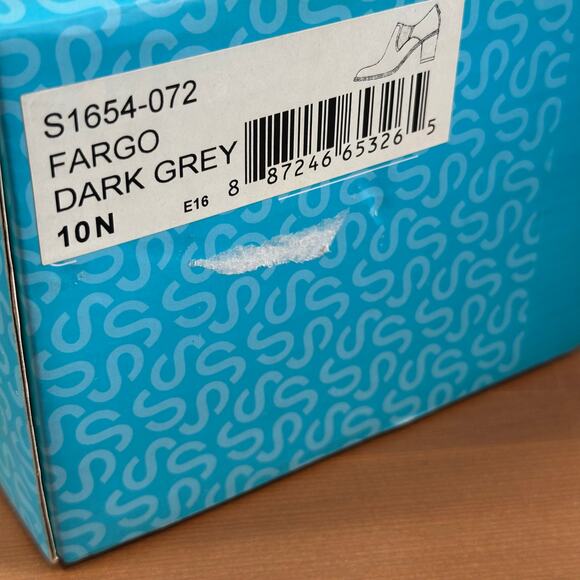 S1654-072
FARGO
DARK GREY
10N
E16
8 87246 65326 5